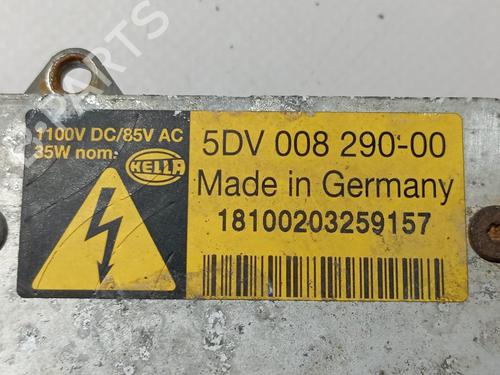 1100V DC/85V AC
35W nom.
HELLA
5DV 008 290-00
Made in Germany
18100203259157